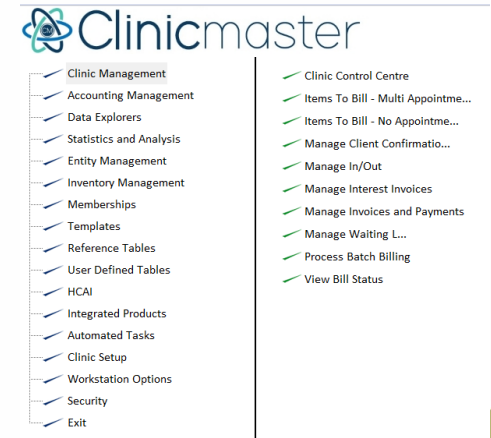 Clinicmaster
Clinic Management
Accounting Management
Data Explorers
Statistics and Analysis
Entity Management
Inventory Management
Memberships
Templates
Reference Tables
User Defined Tables
HCAI
Integrated Products
Automated Tasks
Clinic Setup
Workstation Options
Security
Exit
Clinic Control Centre
Items To Bill - Multi Appointme...
Items To Bill - No Appointme...
Manage Client Confirmatio...
Manage In/Out
Manage Interest Invoices
Manage Invoices and Payments
Manage Waiting L...
Process Batch Billing
View Bill Status